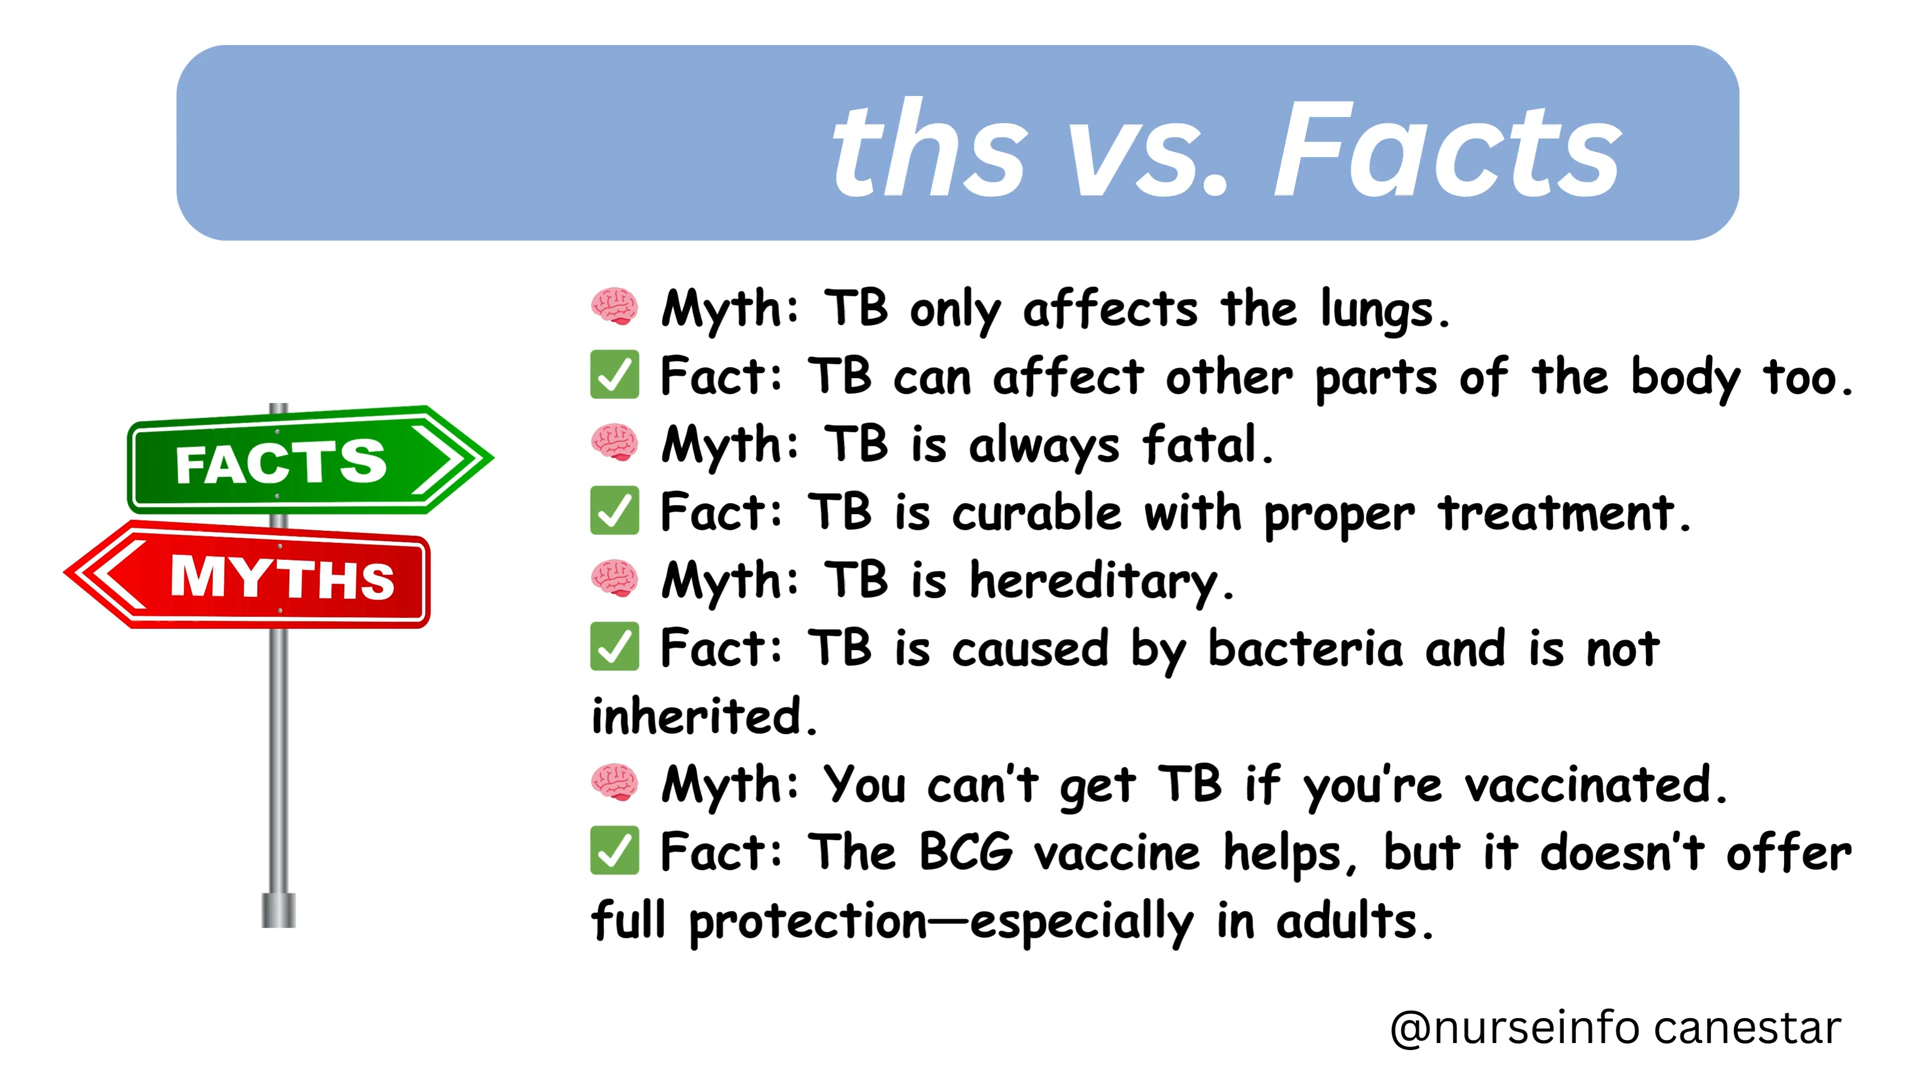 ths vs. Facts
FACTS
MYTHS
🧠 Myth: TB only affects the lungs.
✅ Fact: TB can affect other parts of the body too.
🧠 Myth: TB is always fatal.
✅ Fact: TB is curable with proper treatment.
🧠 Myth: TB is hereditary.
✅ Fact: TB is caused by bacteria and is not
inherited.
🧠 Myth: You can't get TB if you're vaccinated.
✅ Fact: The BCG vaccine helps, but it doesn't offer
full protection—especially in adults.
@nurseinfo canestar